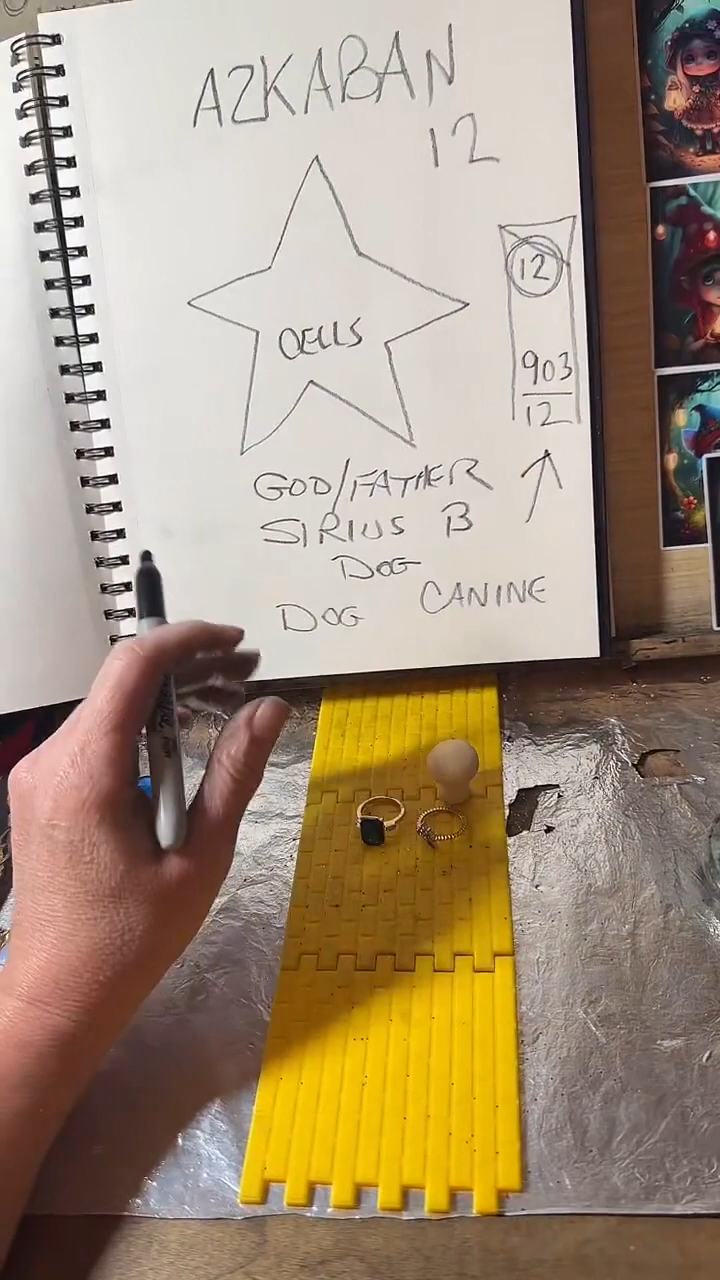 AZKABAN
12
12
CELLS
903
12
GOD/FATHER
SIRIUS B
DOG
DOG CANINE